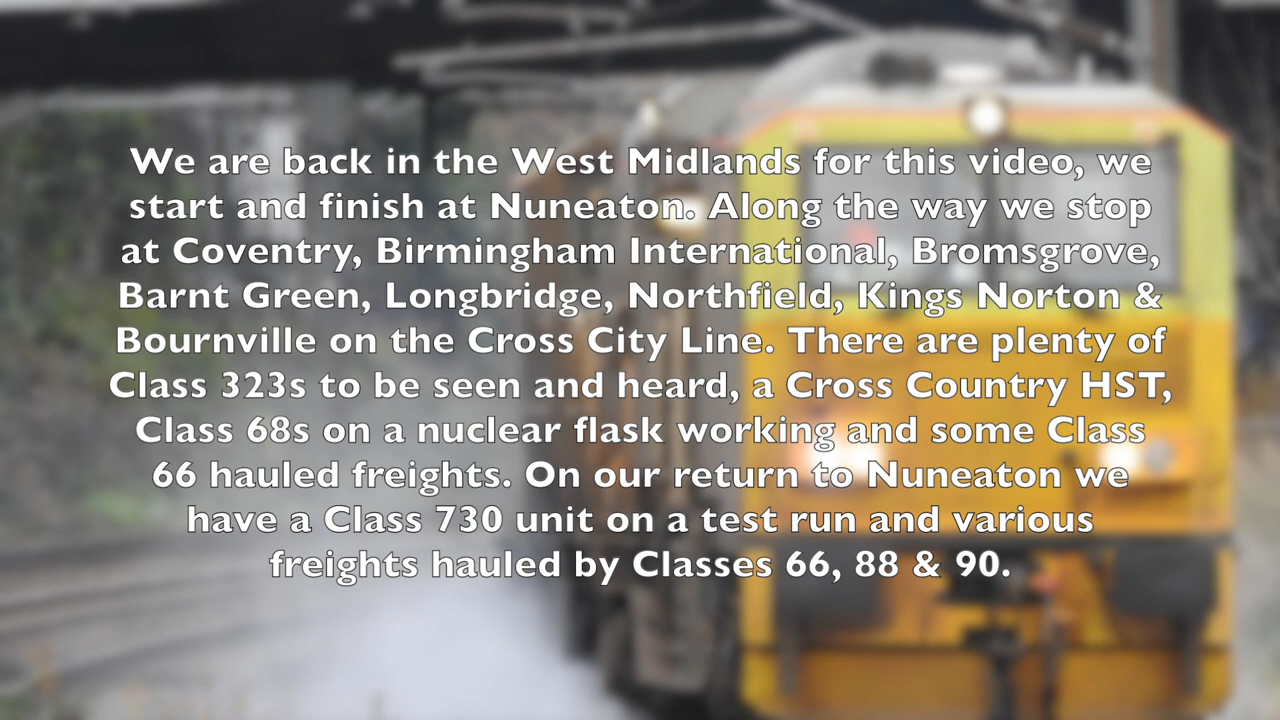 We are back in the West Midlands for this video, we
start and finish at Nuneaton. Along the way we stop
at Coventry, Birmingham International, Bromsgrove,
Barnt Green, Longbridge, Northfield, Kings Norton &
Bournville on the Cross City Line. There are plenty of
Class 323s to be seen and heard, a Cross Country HST,
Class 68s on a nuclear flask working and some Class
66 hauled freights. On our return to Nuneaton we
have a Class 730 unit on a test run and various
freights hauled by Classes 66, 88 & 90.